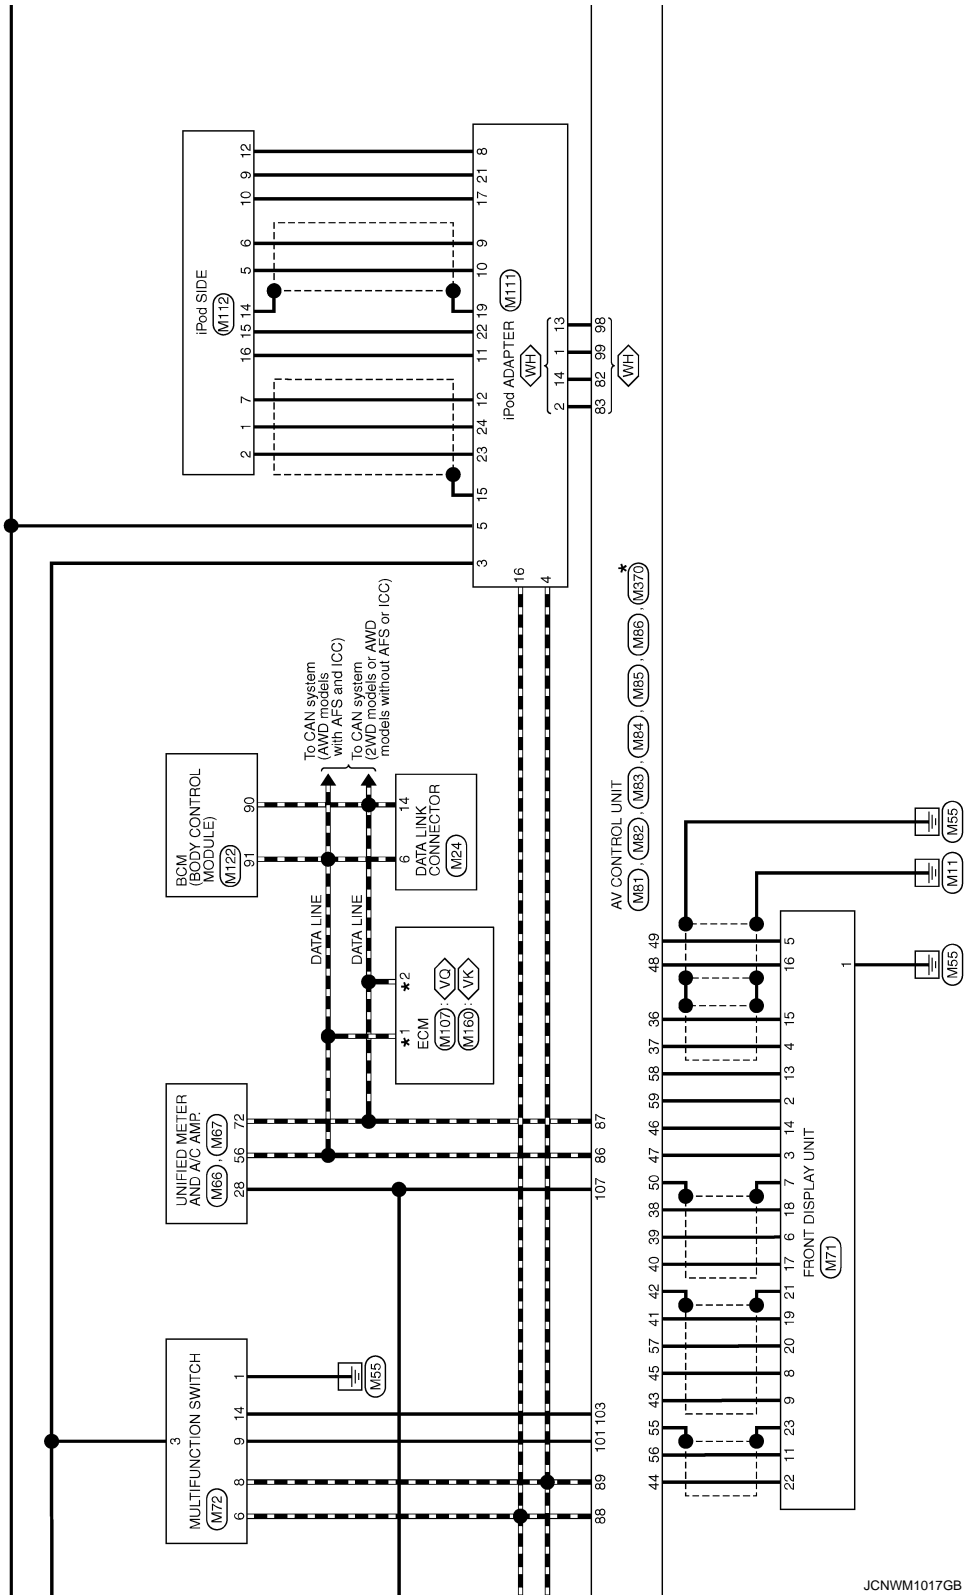 iPod SIDE
M112
2 1 7 16 15 14 5 6 10 9 12
15 23 24 12 11 22 19 10 9 17 21 8
3 5
iPod ADAPTER
M111
WH
2 14 1 13
83 82 99 98
WH
16
4
To CAN system
(AWD models
with AFS and ICC)
To CAN system
(2WD models or AWD
models without AFS or ICC)
BCM
(BODY CONTROL
MODULE)
M122
91 90
6 14
DATA LINK
CONNECTOR
M24
DATA LINE
DATA LINE
*1 *2
ECM
M107 : VQ
M160 : VK
UNIFIED METER
AND A/C AMP.
M66 , M67
28 56 72
107 86 87
MULTIFUNCTION SWITCH
M72
3
6 8 9 14 1
M55
88 89 101 103
AV CONTROL UNIT
M81 , M82 , M83 , M84 , M85 , M86 , M370
*
44 56 55 43 45 57 41 42 40 39 38 50 47 46 59 58 37 36 48 49
22 11 23 9 8 20 19 21 17 6 18 7 3 14 2 13 4 15 16 5
FRONT DISPLAY UNIT
M71
1
M55
M11
M55
JCNWM1017GB